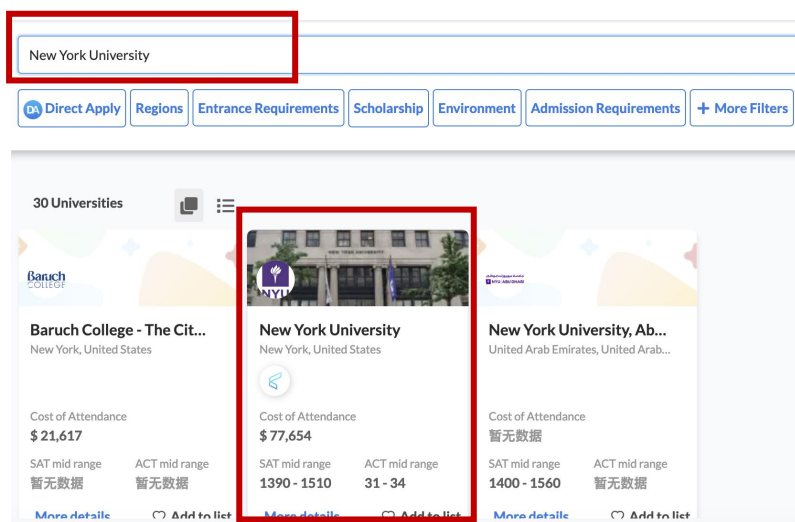 New York University
DA Direct Apply
Regions
Entrance Requirements
Scholarship
Environment
Admission Requirements
+ More Filters
30 Universities
Baruch
COLLEGE
Baruch College - The Cit...
New York, United States
Cost of Attendance
$ 21,617
SAT mid range ACT mid range
暂无数据 暂无数据
More details Add to list
NEW YORK UNIVERSITY
NYU
New York University
New York, United States
Cost of Attendance
$ 77,654
SAT mid range ACT mid range
1390 - 1510 31 - 34
More details Add to list
NYU ABU DHABI
New York University, Ab...
United Arab Emirates, United Arab...
Cost of Attendance
暂无数据
SAT mid range ACT mid range
1400 - 1560 暂无数据
More details Add to list